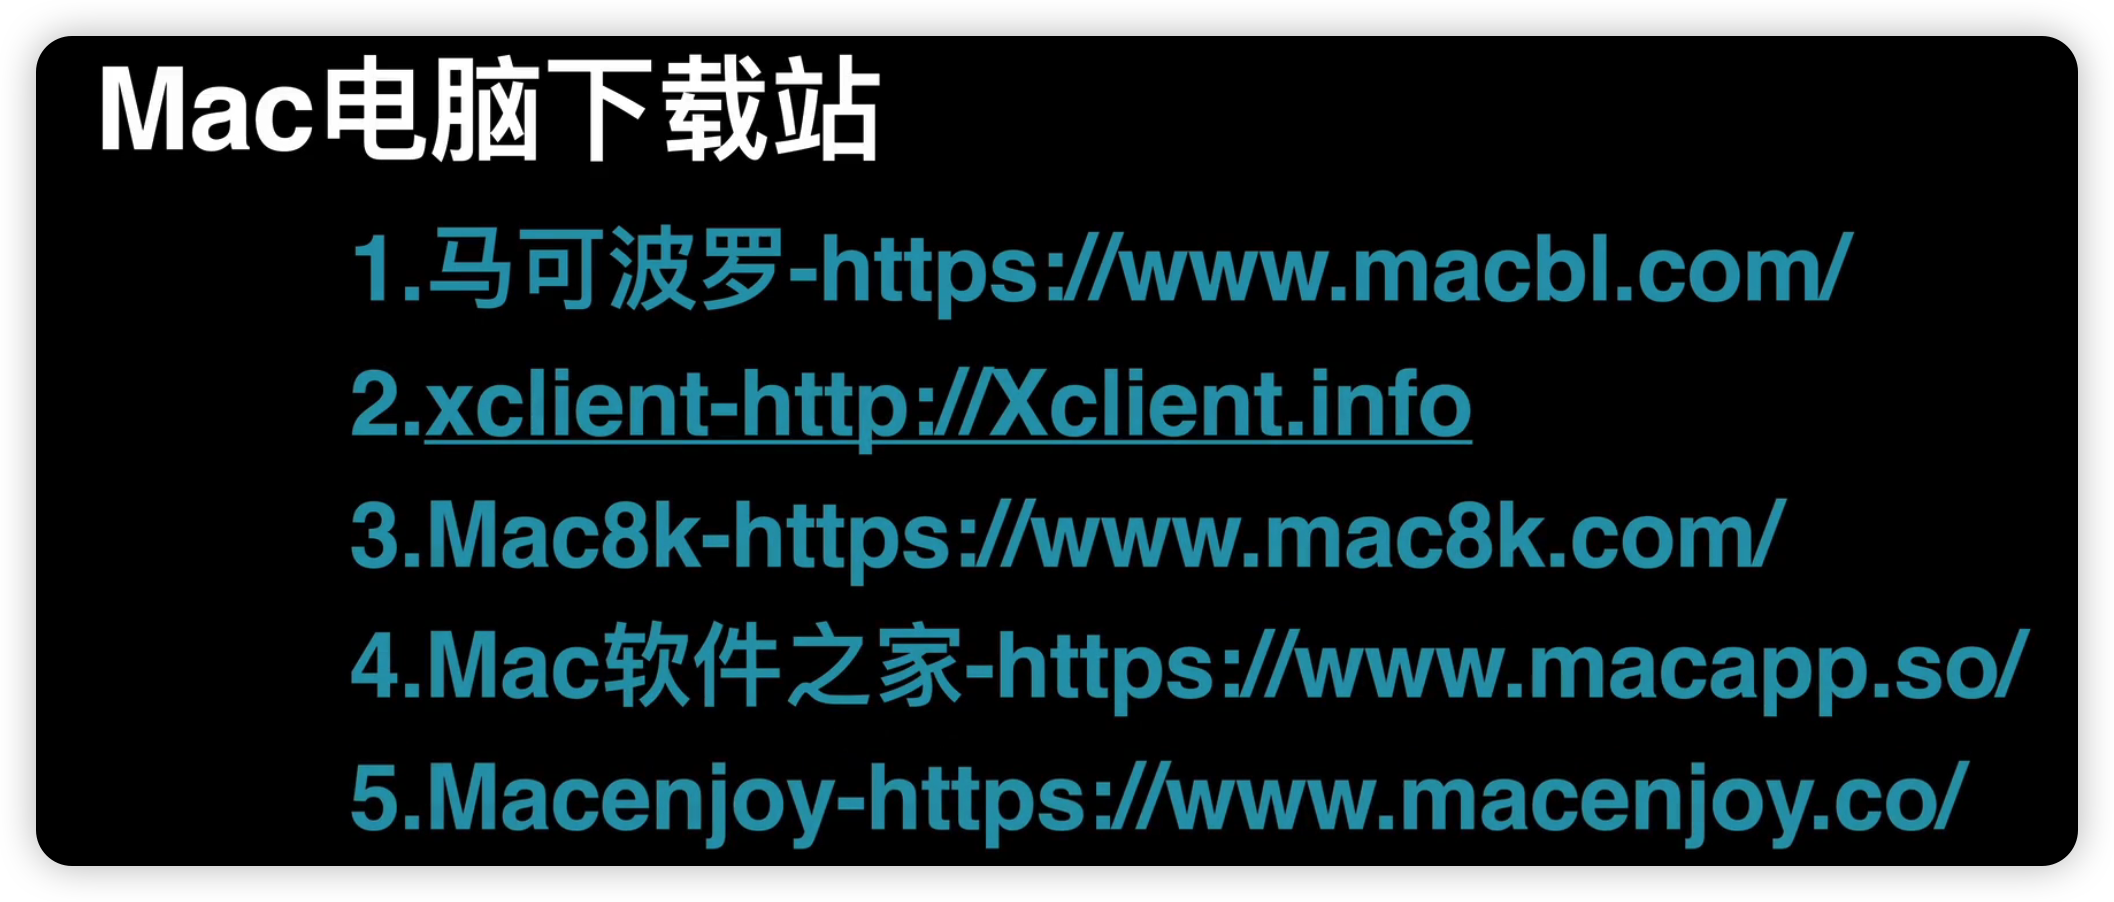 Mac电脑下载站
1.马可波罗-https://www.macbl.com/
2.xclient-http://Xclient.info
3.Mac8k-https://www.mac8k.com/
4.Mac软件之家-https://www.macapp.so/
5.Macenjoy-https://www.macenjoy.co/